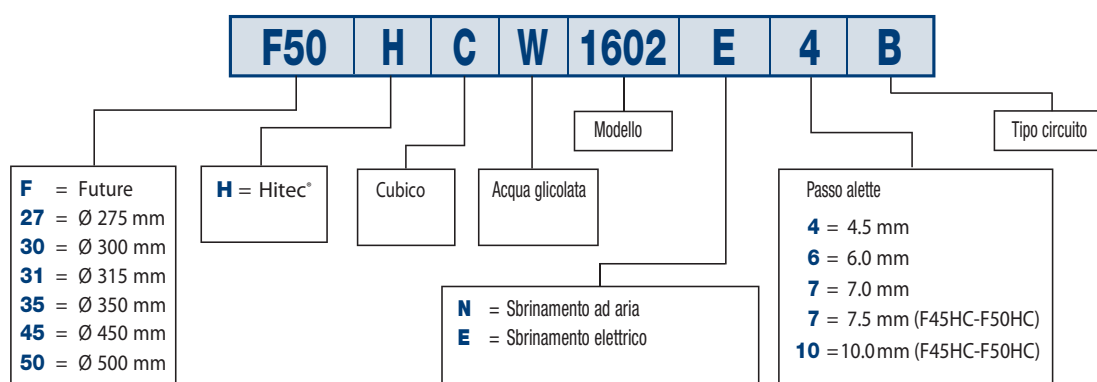 F50 H C W 1602 E 4 B
Modello
Tipo circuito
F = Future
27 = Ø 275 mm
30 = Ø 300 mm
31 = Ø 315 mm
35 = Ø 350 mm
45 = Ø 450 mm
50 = Ø 500 mm
H = Hitec®
Cubico
Acqua glicolata
N = Sbrinamento ad aria
E = Sbrinamento elettrico
Passo alette
4 = 4.5 mm
6 = 6.0 mm
7 = 7.0 mm
7 = 7.5 mm (F45HC-F50HC)
10 =10.0 mm (F45HC-F50HC)